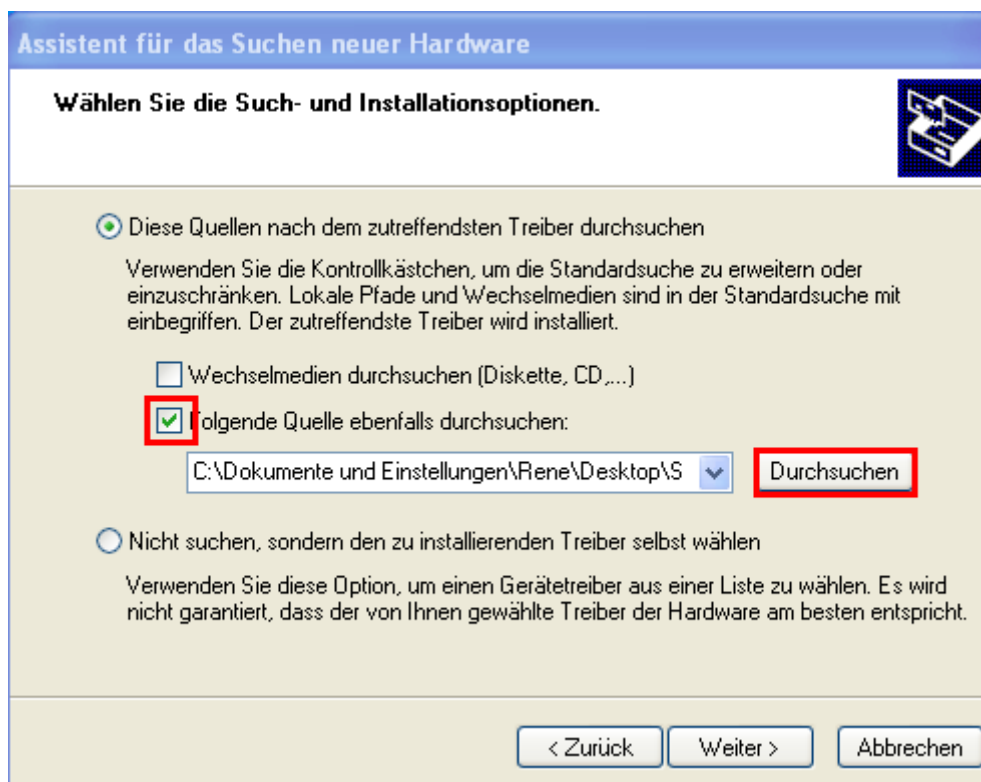 Assistent für das Suchen neuer Hardware
Wählen Sie die Such- und Installationsoptionen.
Diese Quellen nach dem zutreffendsten Treiber durchsuchen
Verwenden Sie die Kontrollkästchen, um die Standardsuche zu erweitern oder
einzuschränken. Lokale Pfade und Wechselmedien sind in der Standardsuche mit
einbegriffen. Der zutreffendste Treiber wird installiert.
Wechselmedien durchsuchen (Diskette, CD,...)
Folgende Quelle ebenfalls durchsuchen:
C:\Dokumente und Einstellungen\Rene\Desktop\S Durchsuchen
Nicht suchen, sondern den zu installierenden Treiber selbst wählen
Verwenden Sie diese Option, um einen Gerätetreiber aus einer Liste zu wählen. Es wird
nicht garantiert, dass der von Ihnen gewählte Treiber der Hardware am besten entspricht.
< Zurück Weiter > Abbrechen